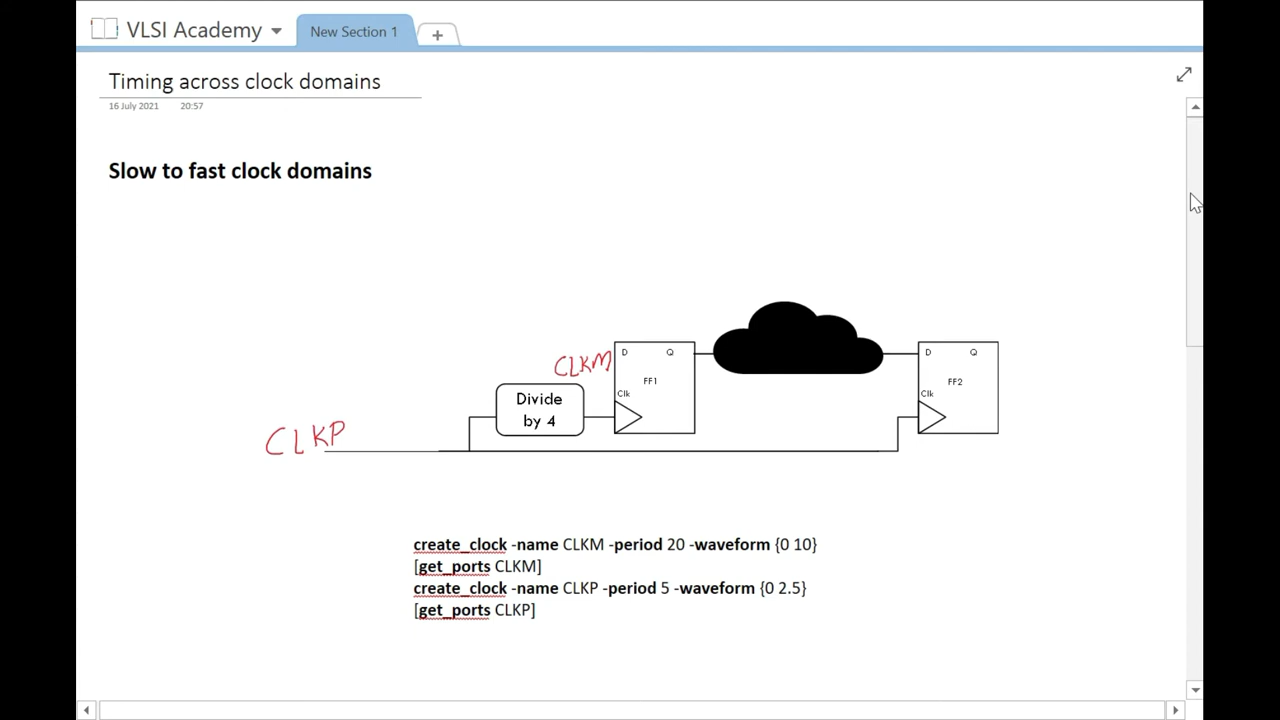 VLSI Academy
New Section 1
+
Timing across clock domains
16 July 2021 20:57
Slow to fast clock domains
CLKM
D Q
FF1
Clk
D Q
FF2
Clk
Divide
by 4
CLKP
create_clock -name CLKM -period 20 -waveform {0 10}
[get_ports CLKM]
create_clock -name CLKP -period 5 -waveform {0 2.5}
[get_ports CLKP]